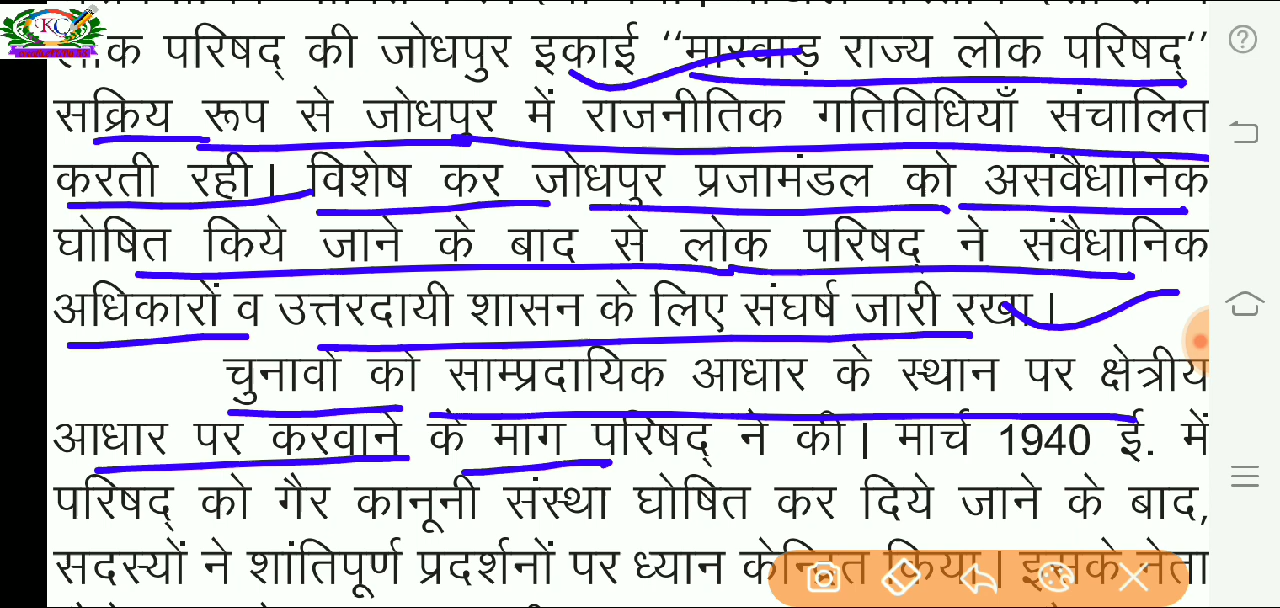 KC
लोक परिषद् की जोधपुर इकाई ‘‘मारवाड़ राज्य लोक परिषद्’’
सक्रिय रूप से जोधपुर में राजनीतिक गतिविधियाँ संचालित
करती रही। विशेष कर जोधपुर प्रजामंडल को असंवैधानिक
घोषित किये जाने के बाद से लोक परिषद् ने संवैधानिक
अधिकारों व उत्तरदायी शासन के लिए संघर्ष जारी रखा।
चुनावों को साम्प्रदायिक आधार के स्थान पर क्षेत्रीय
आधार पर करवाने के माग परिषद् ने की। मार्च 1940 ई. में
परिषद् को गैर कानूनी संस्था घोषित कर दिये जाने के बाद,
सदस्यों ने शांतिपूर्ण प्रदर्शनों पर ध्यान केन्द्रित किया। इसके नेता